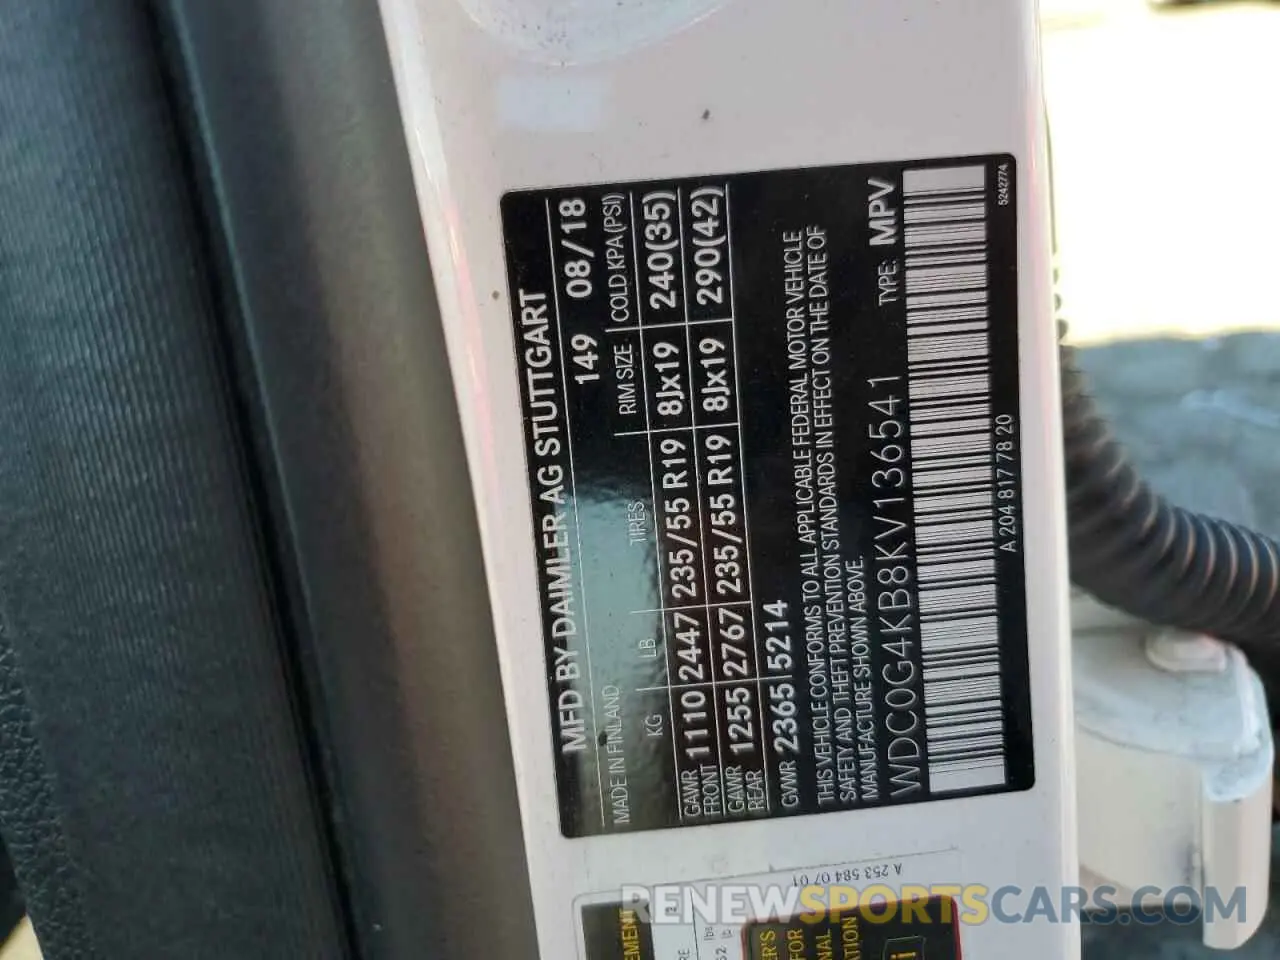 MFD BY DAIMLER AG STUTTGART
149 08/18
MADE IN FINLAND
KG LB TIRES RIM SIZE COLD KPA(PSI)
GAWR FRONT 1110 2447 235/55 R19 8Jx19 240(35)
GAWR REAR 1255 2767 235/55 R19 8Jx19 290(42)
GVWR 2365 5214
THIS VEHICLE CONFORMS TO ALL APPLICABLE FEDERAL MOTOR VEHICLE
SAFETY AND THEFT PREVENTION STANDARDS IN EFFECT ON THE DATE OF
MANUFACTURE SHOWN ABOVE.
WDC0G4KB8KV136541 TYPE: MPV
A 204 817 78 20
5242774
A 253 584 07 01
RENEWSPORTSCARS.COM